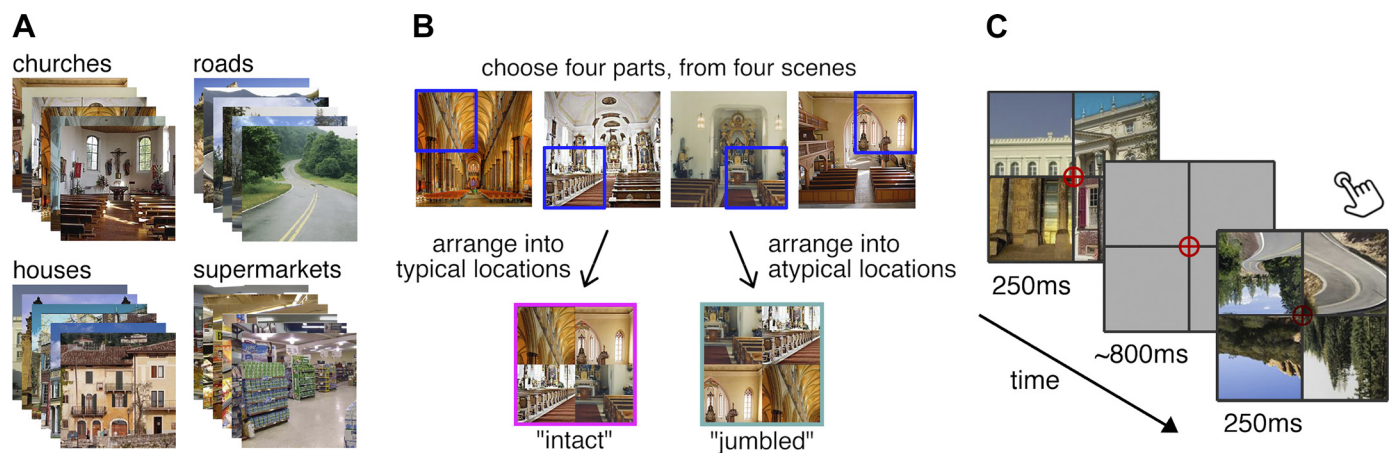 A
churches
roads
houses
supermarkets
B
choose four parts, from four scenes
arrange into
typical locations
arrange into
atypical locations
"intact"
"jumbled"
C
250ms
~800ms
250ms
time